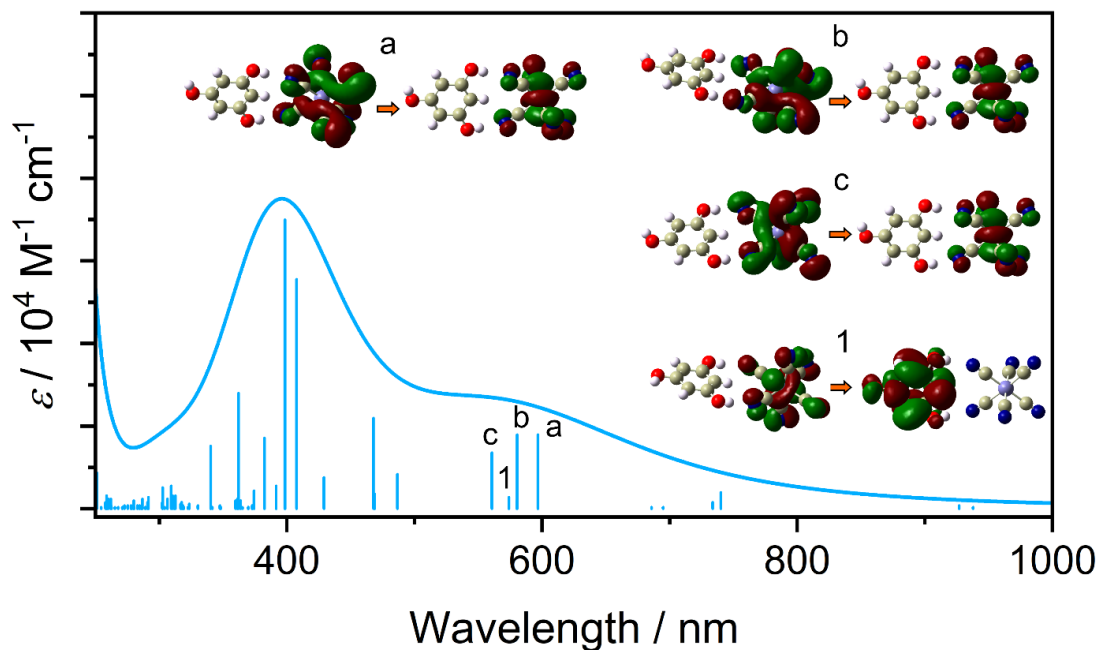 a
b
c
1
c
1
b
a
ε / 10⁴ M⁻¹ cm⁻¹
400
600
800
1000
Wavelength / nm